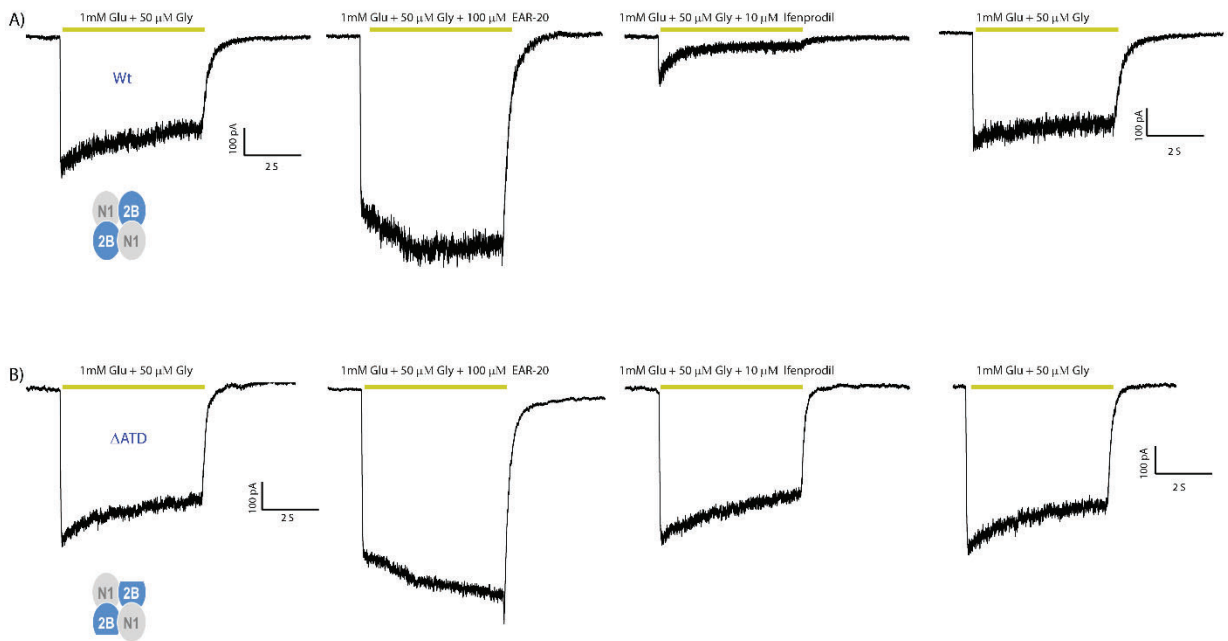 A)
1mM Glu + 50 μM Gly
1mM Glu + 50 μM Gly + 100 μM EAR-20
1mM Glu + 50 μM Gly + 10 μM Ifenprodil
1mM Glu + 50 μM Gly
Wt
100 pA
2 S
100 pA
2 S
N1 2B
2B N1
B)
1mM Glu + 50 μM Gly
1mM Glu + 50 μM Gly + 100 μM EAR-20
1mM Glu + 50 μM Gly + 10 μM Ifenprodil
1mM Glu + 50 μM Gly
ΔATD
100 pA
2 S
100 pA
2 S
N1 2B
2B N1